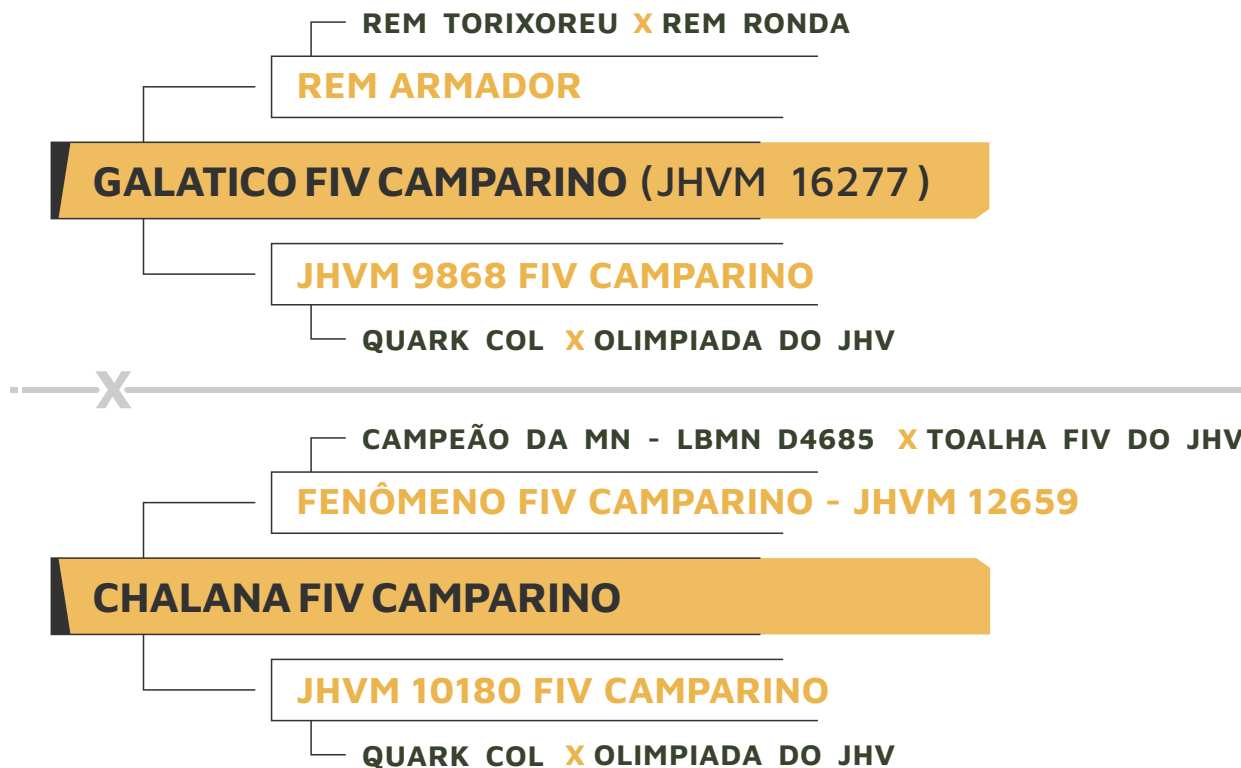 REM TORIXOREU X REM RONDA
REM ARMADOR
GALATICO FIV CAMPARINO (JHVM 16277)
JHVM 9868 FIV CAMPARINO
QUARK COL X OLIMPIADA DO JHV
X
CAMPEÃO DA MN - LBMN D4685 X TOALHA FIV DO JHV
FENÔMENO FIV CAMPARINO - JHVM 12659
CHALANA FIV CAMPARINO
JHVM 10180 FIV CAMPARINO
QUARK COL X OLIMPIADA DO JHV